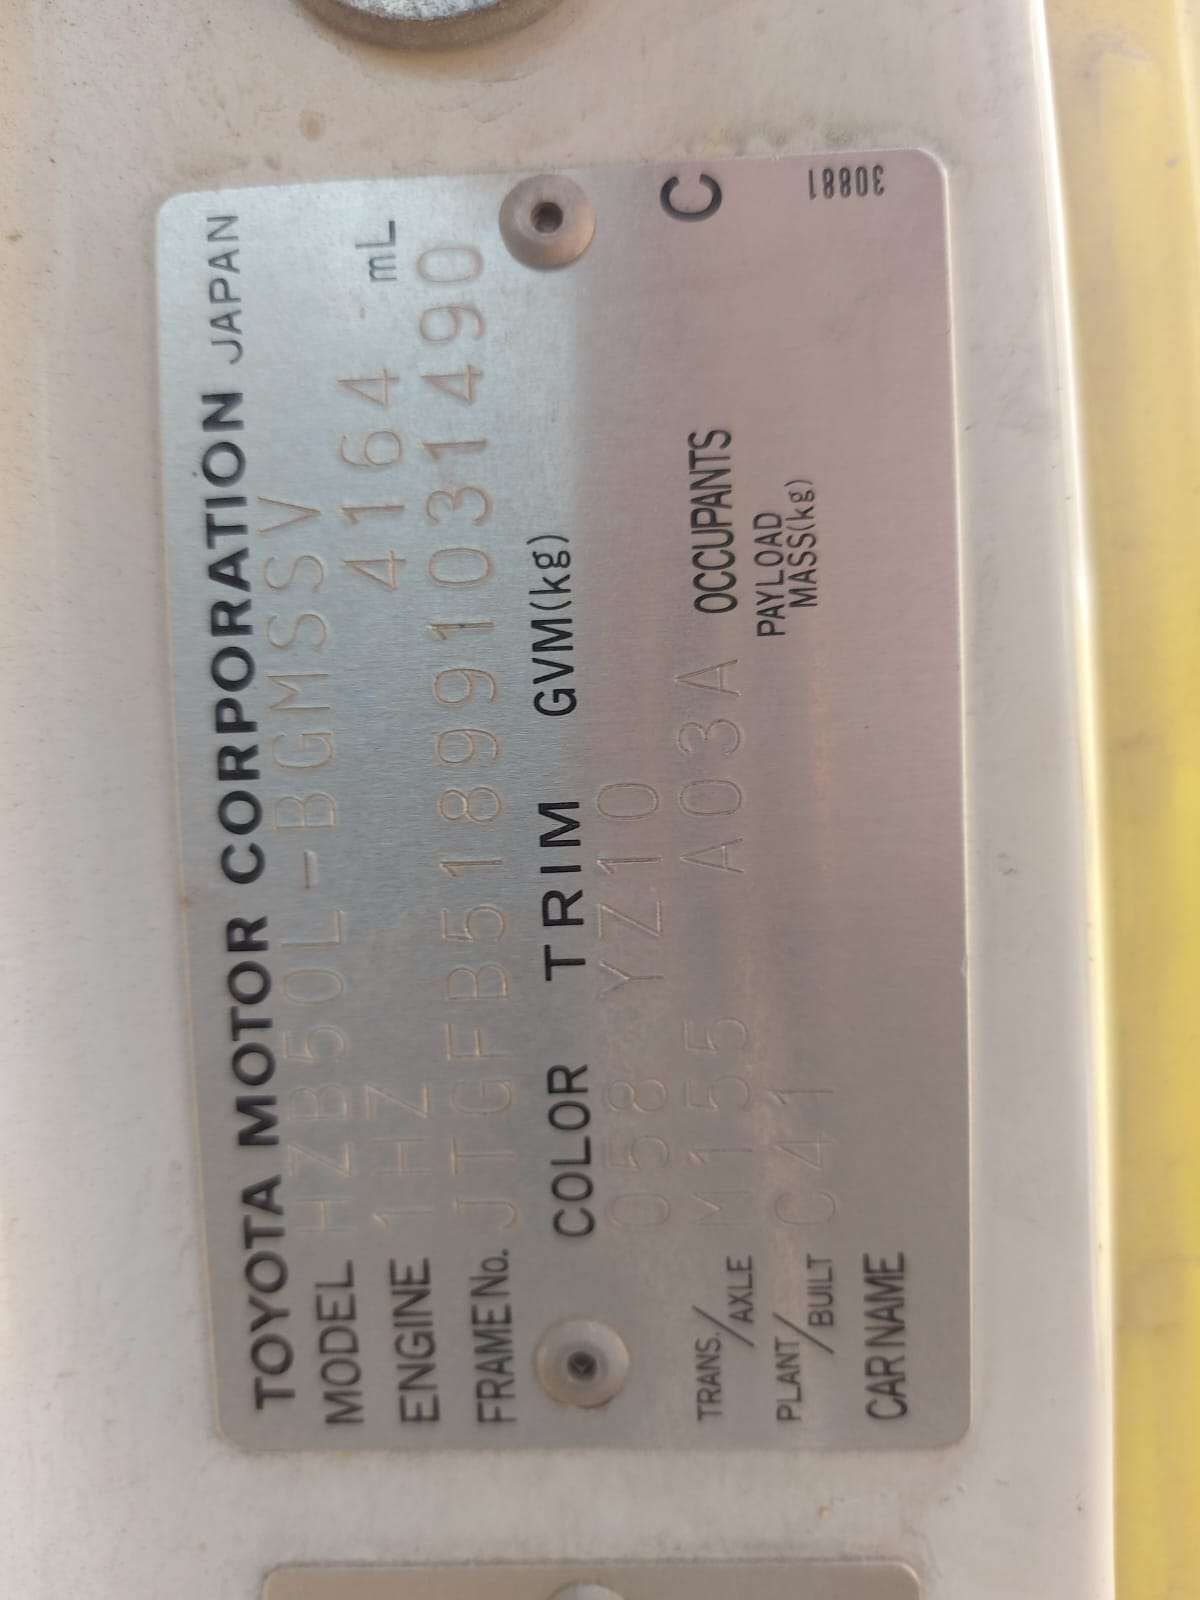 TOYOTA MOTOR CORPORATION JAPAN
MODEL HZB50L-BGMSSV
ENGINE 1HZ 4164 mL
FRAME No. JTGFB518991031490
COLOR TRIM GVM(kg)
058 YZ10
TRANS./AXLE M155 A03A OCCUPANTS C
PLANT/BUILT C41 PAYLOAD MASS(kg)
CAR NAME
30881